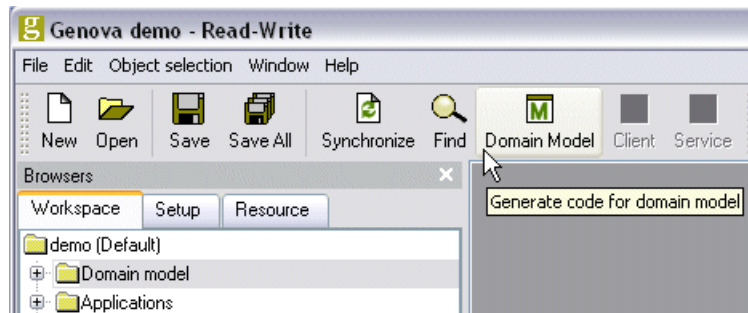 g Genova demo - Read-Write
File Edit Object selection Window Help
New Open Save Save All Synchronize Find Domain Model Client Service
M
Browsers
Workspace Setup Resource
Generate code for domain model
demo (Default)
Domain model
Applications